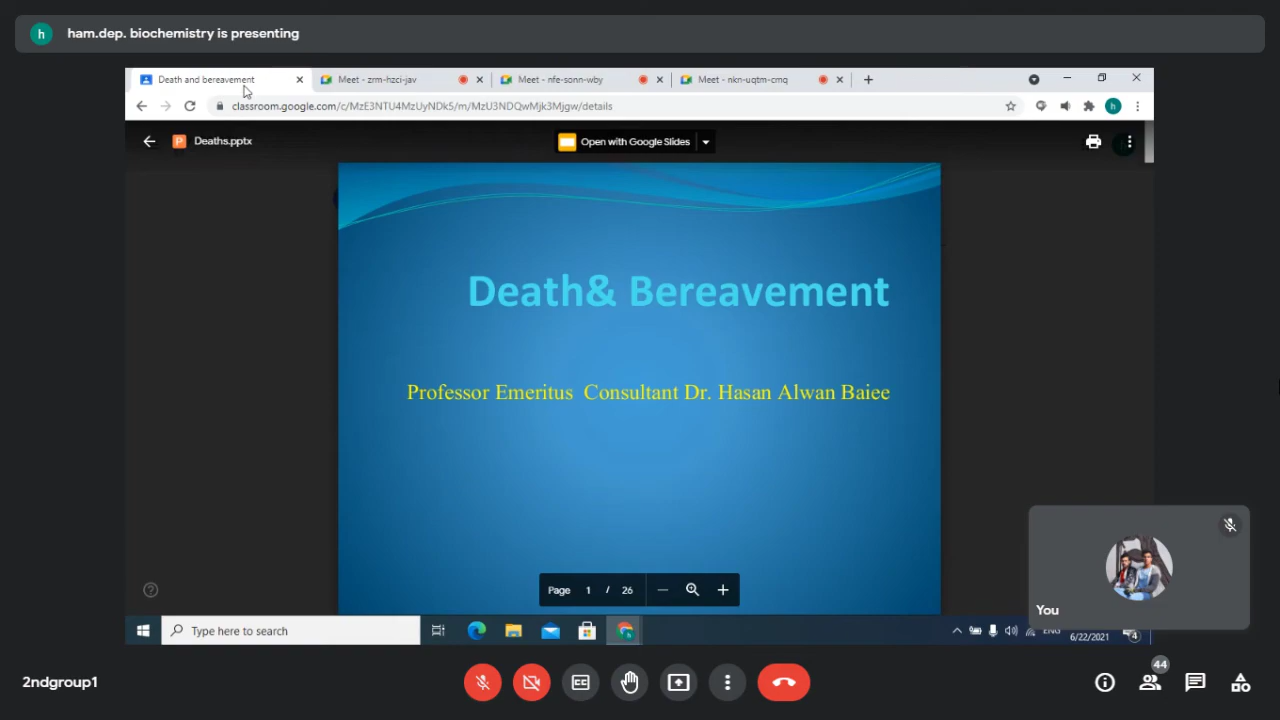 h ham.dep. biochemistry is presenting
Death and bereavement Meet - zrm-hzci-jav Meet - nfe-sonn-wby Meet - nkn-uqtm-cmq
classroom.google.com/c/MzE3NTU4MzUyNDk5/m/MzU3NDQwMjk3Mjgw/details h
P Deaths.pptx Open with Google Slides
Death& Bereavement
Professor Emeritus Consultant Dr. Hasan Alwan Baiee
Page 1 / 26
You
Type here to search ENG
6/22/2021 4
2ndgroup1 CC 44